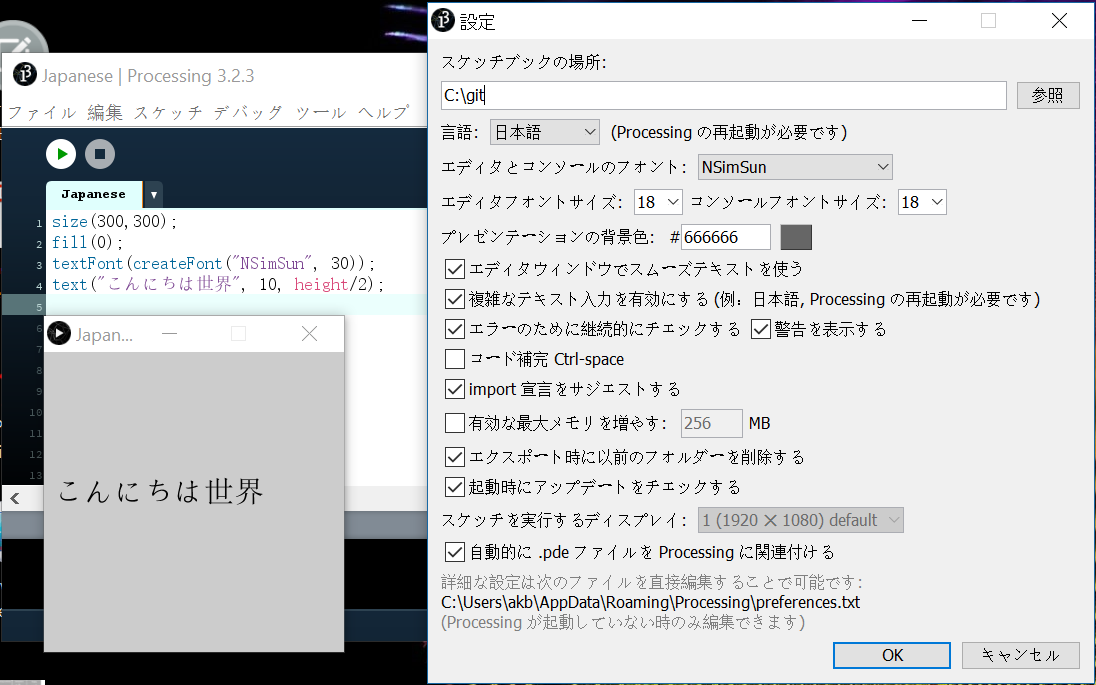 Japanese | Processing 3.2.3
ファイル 編集 スケッチ デバッグ ツール ヘルプ
Japanese
1 size(300,300);
2 fill(0);
3 textFont(createFont("NSimSun", 30));
4 text("こんにちは世界", 10, height/2);
5
6
7
8
9
10
11
12
13
Japan...
こんにちは世界
設定
スケッチブックの場所:
C:\git
参照
言語: 日本語 (Processing の再起動が必要です)
エディタとコンソールのフォント: NSimSun
エディタフォントサイズ: 18 コンソールフォントサイズ: 18
プレゼンテーションの背景色: # 666666
エディタウィンドウでスムーズテキストを使う
複雑なテキスト入力を有効にする (例: 日本語, Processing の再起動が必要です)
エラーのために継続的にチェックする 警告を表示する
コード補完 Ctrl-space
import 宣言をサジェストする
有効な最大メモリを増やす: 256 MB
エクスポート時に以前のフォルダーを削除する
起動時にアップデートをチェックする
スケッチを実行するディスプレイ: 1 (1920 × 1080) default
自動的に .pde ファイルを Processing に関連付ける
詳細な設定は次のファイルを直接編集することで可能です:
C:\Users\akb\AppData\Roaming\Processing\preferences.txt
(Processing が起動していない時のみ編集できます)
OK キャンセル